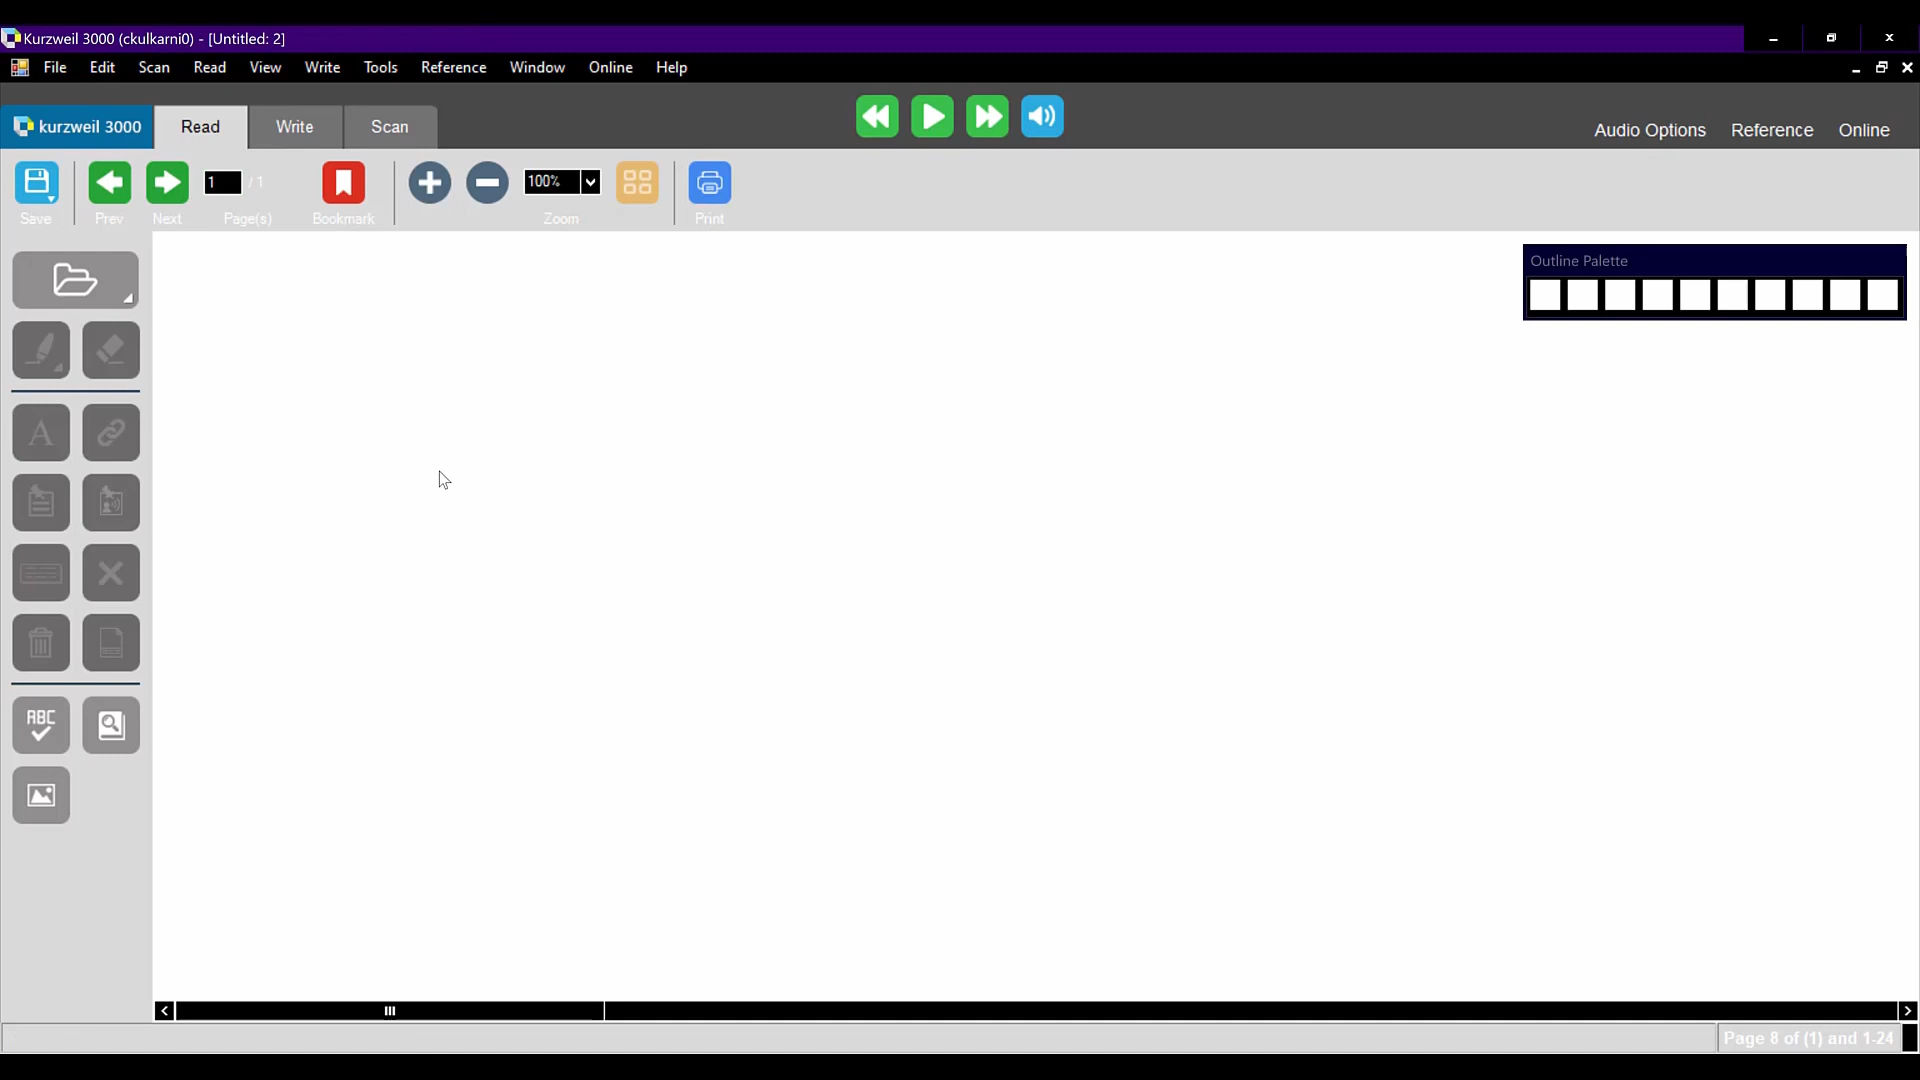 Kurzweil 3000 (ckulkarni0) - [Untitled: 2]
File Edit Scan Read View Write Tools Reference Window Online Help
kurzweil 3000 Read Write Scan
Audio Options Reference Online
1 / 1 100%
Save Prev Next Page(s) Bookmark Zoom Print
Outline Palette
A
ABC
Page 8 of (1) and 1-24